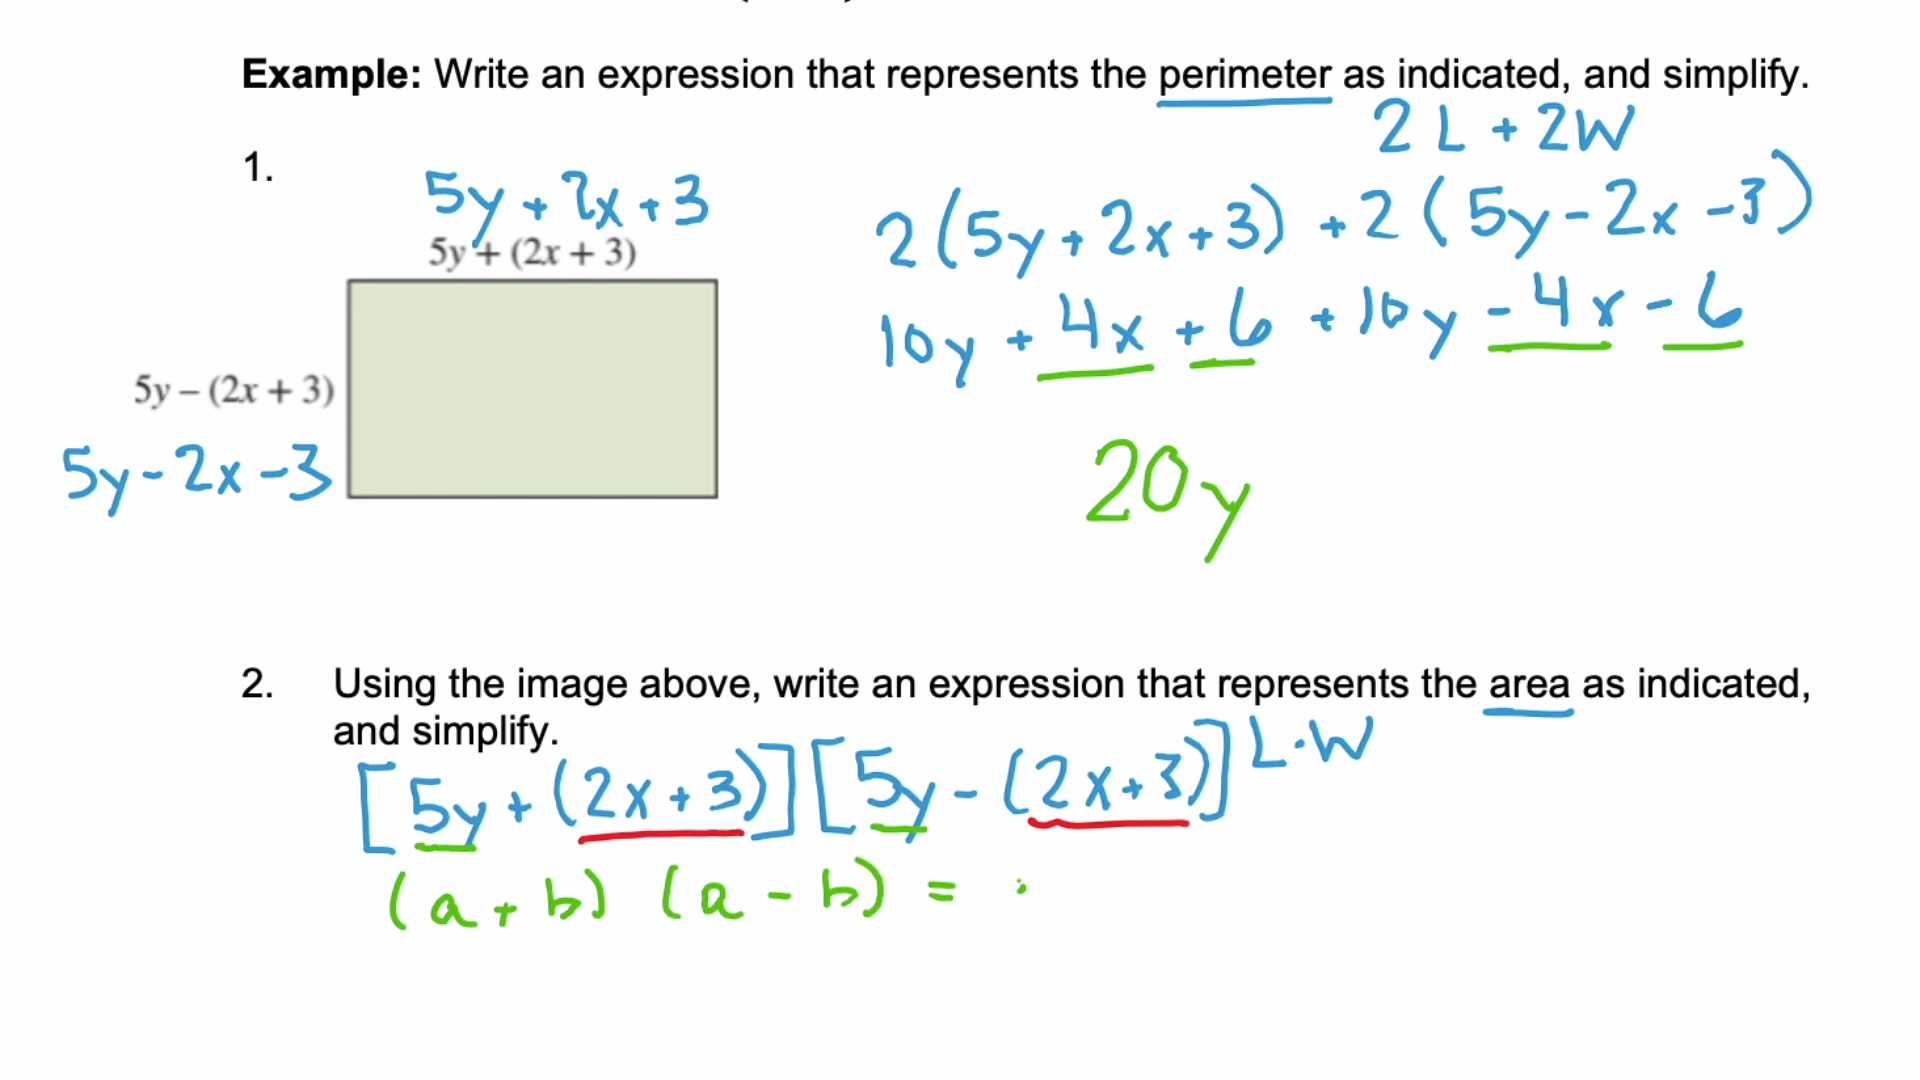 Example: Write an expression that represents the perimeter as indicated, and simplify.
2L + 2W
1.
5y + 2x + 3
5y + (2x + 3)
2(5y + 2x + 3) + 2(5y - 2x - 3)
10y + 4x + 6 + 10y - 4x - 6
5y – (2x + 3)
5y - 2x - 3
20y
2. Using the image above, write an expression that represents the area as indicated,
and simplify.
L·W
[5y + (2x + 3)][5y - (2x + 3)]
(a + b) (a - b) =